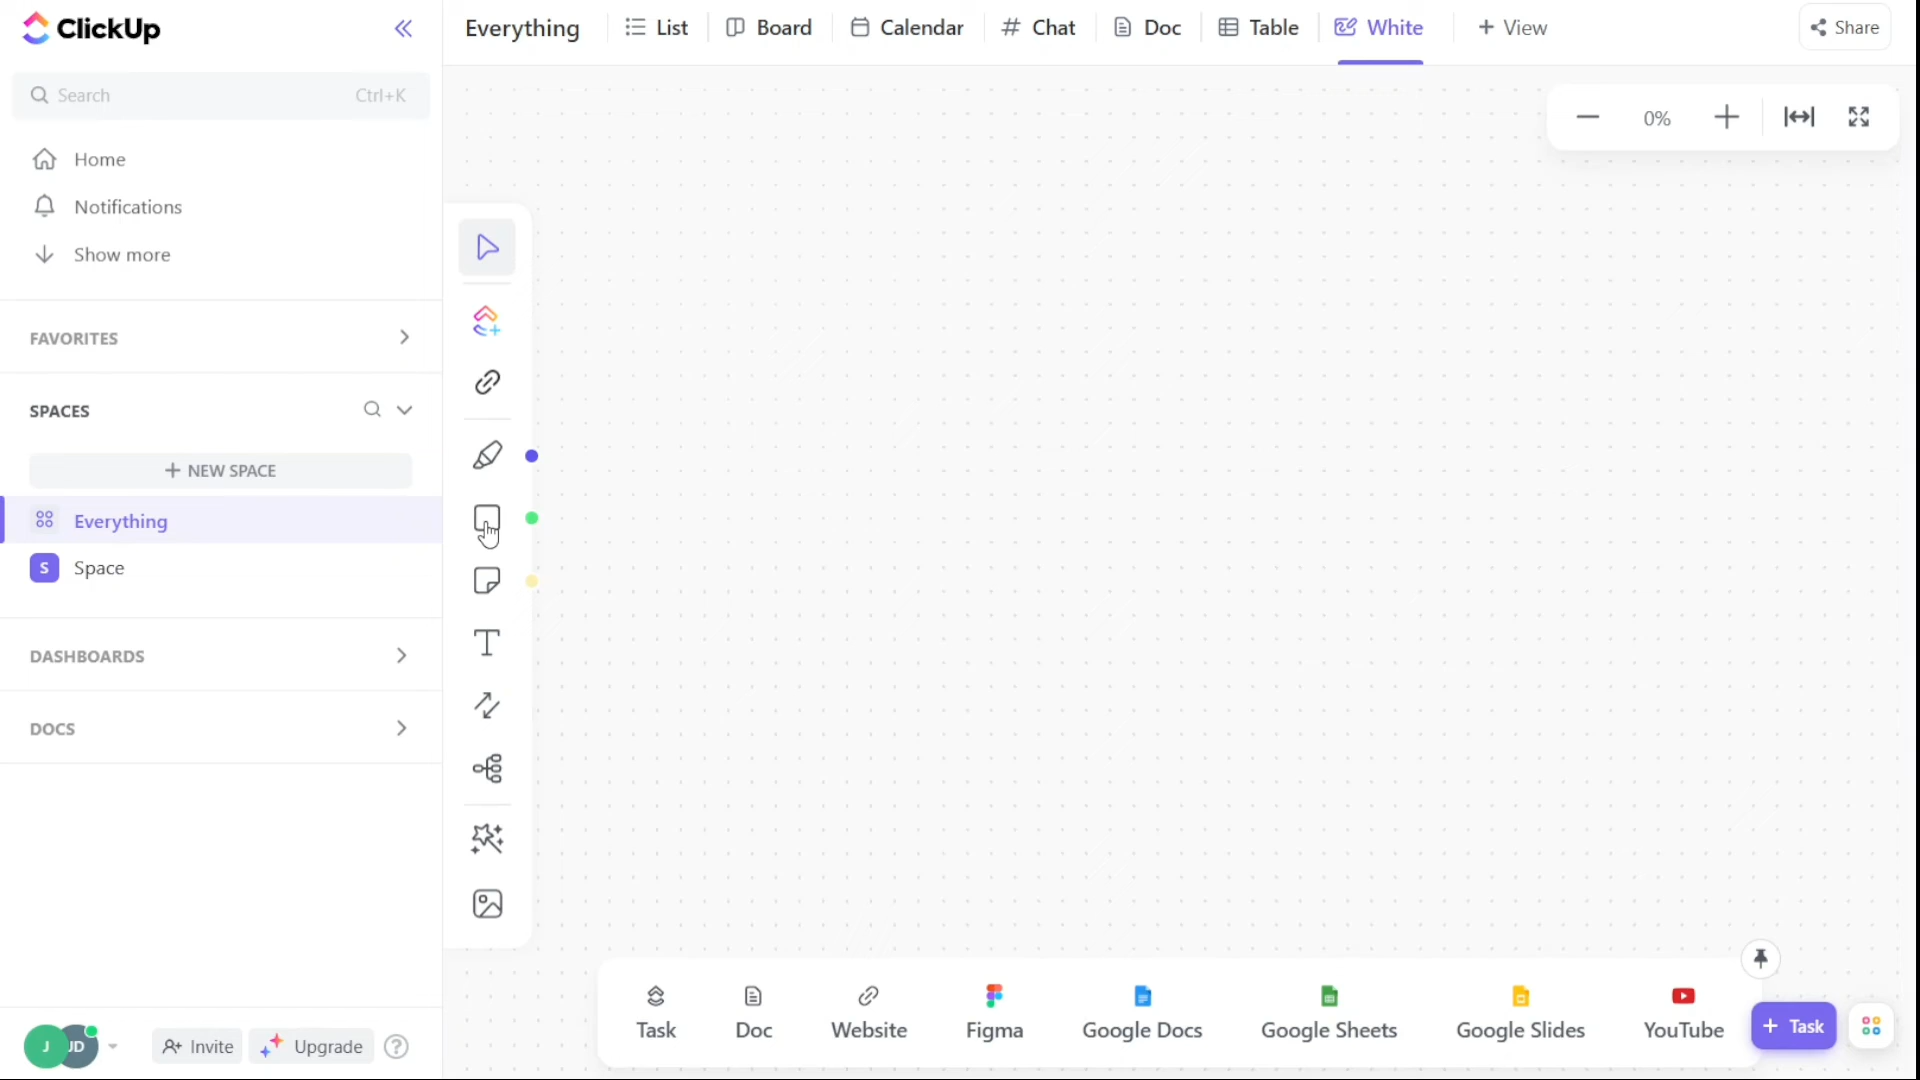 ClickUp
Search Ctrl+K
Home
Notifications
Show more
FAVORITES
SPACES
+ NEW SPACE
Everything
S Space
DASHBOARDS
DOCS
J JD Invite Upgrade ?
Everything List Board Calendar # Chat Doc Table White + View Share
0%
T
Task Doc Website Figma Google Docs Google Sheets Google Slides YouTube
+ Task